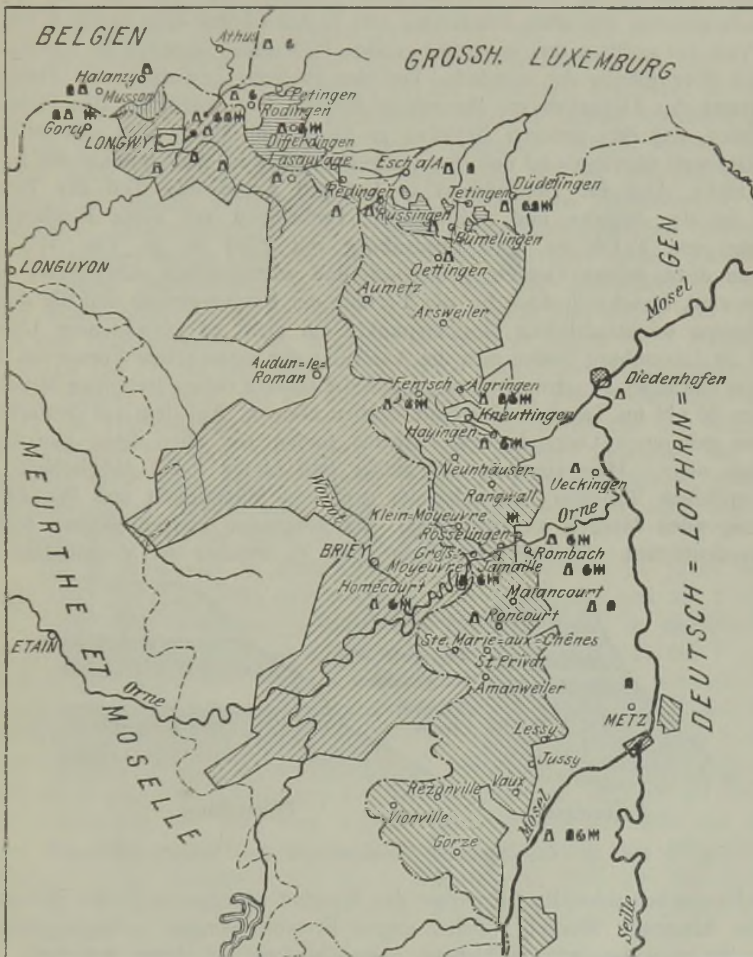 BELGIEN
Athus
GROSSH. LUXEMBURG
Halanzy
Musson
Petingen
Rodingen
Gorcy
LONGWY
Differdingen
Lasauvage
Esch a/A.
Redingen
Tetingen
Düdelingen
Russingen
Rümelingen
LONGUYON
Oettingen
Aumetz
Arsweiler
Mosel
Audun=le=
Roman
Diedenhofen
Fentsch
Algringen
Kneuttingen
Hayingen
Neunhäuser
Ueckingen
Rangwall
Woigot
Klein-Moyeuvre
Orne
Rosselingen
BRIEY
Gross-
Moyeuvre
Jamaille
Rombach
Homécourt
Malancourt
Roncourt
ETAIN
Ste. Marie=aux=Chênes
St. Privat
Orne
Amanweiler
METZ
Lessy
Jussy
Rezonville
Vaux
Mosel
Vionville
Gorze
Seille
MEURTHE ET MOSELLE
DEUTSCH=LOTHRIN=
GEN